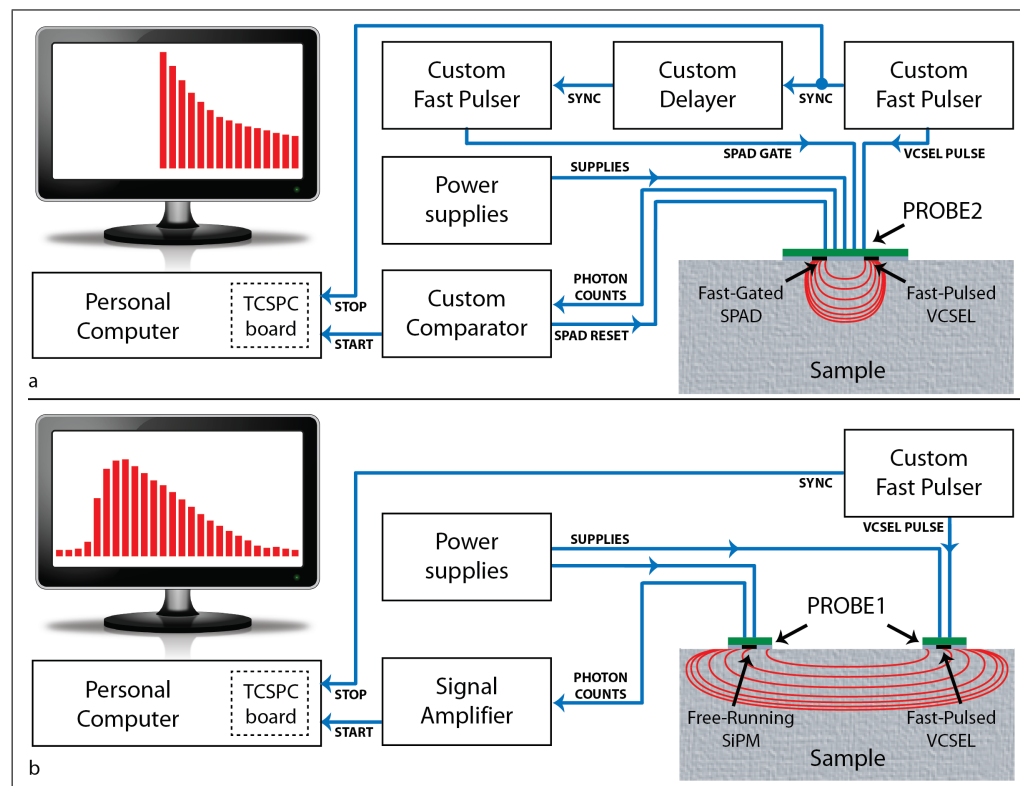 Custom
Fast Pulser
SYNC
Custom
Delayer
SYNC
Custom
Fast Pulser
SPAD GATE
VCSEL PULSE
Power
supplies
SUPPLIES
PROBE2
Personal
Computer
TCSPC
board
STOP
START
Custom
Comparator
PHOTON
COUNTS
SPAD RESET
Fast-Gated
SPAD
Fast-Pulsed
VCSEL
Sample
a
Custom
Fast Pulser
SYNC
VCSEL PULSE
Power
supplies
SUPPLIES
PROBE1
Personal
Computer
TCSPC
board
STOP
START
Signal
Amplifier
PHOTON
COUNTS
Free-Running
SiPM
Fast-Pulsed
VCSEL
Sample
b